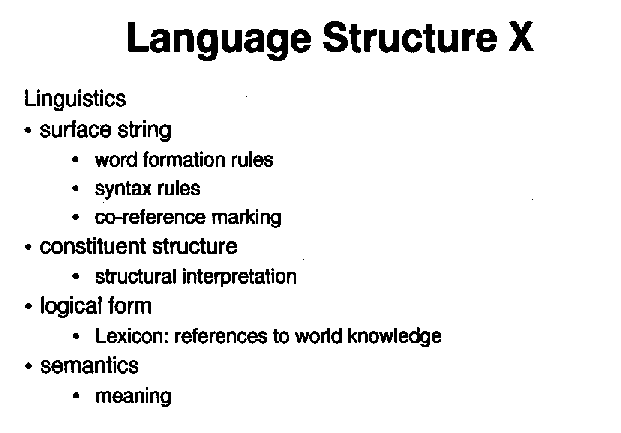 Language Structure X
Linguistics
• surface string
• word formation rules
• syntax rules
• co-reference marking
• constituent structure
• structural interpretation
• logical form
• Lexicon: references to world knowledge
• semantics
• meaning